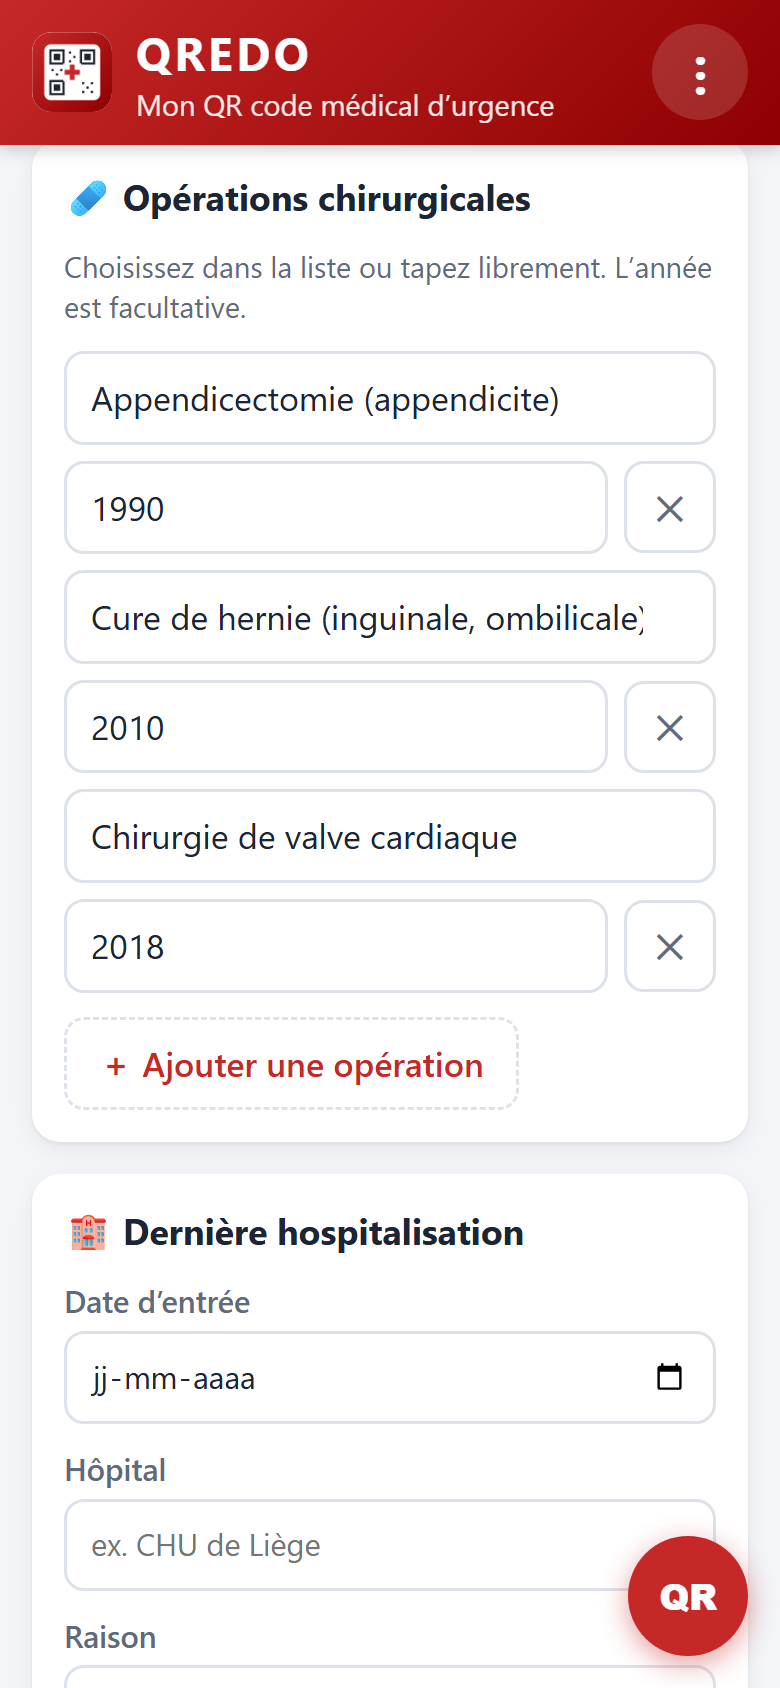 QREDO
Mon QR code médical d’urgence
Opérations chirurgicales
Choisissez dans la liste ou tapez librement. L’année
est facultative.
Appendicectomie (appendicite)
1990
Cure de hernie (inguinale, ombilicale)
2010
Chirurgie de valve cardiaque
2018
+ Ajouter une opération
Dernière hospitalisation
Date d’entrée
jj-mm-aaaa
Hôpital
ex. CHU de Liège
QR
Raison